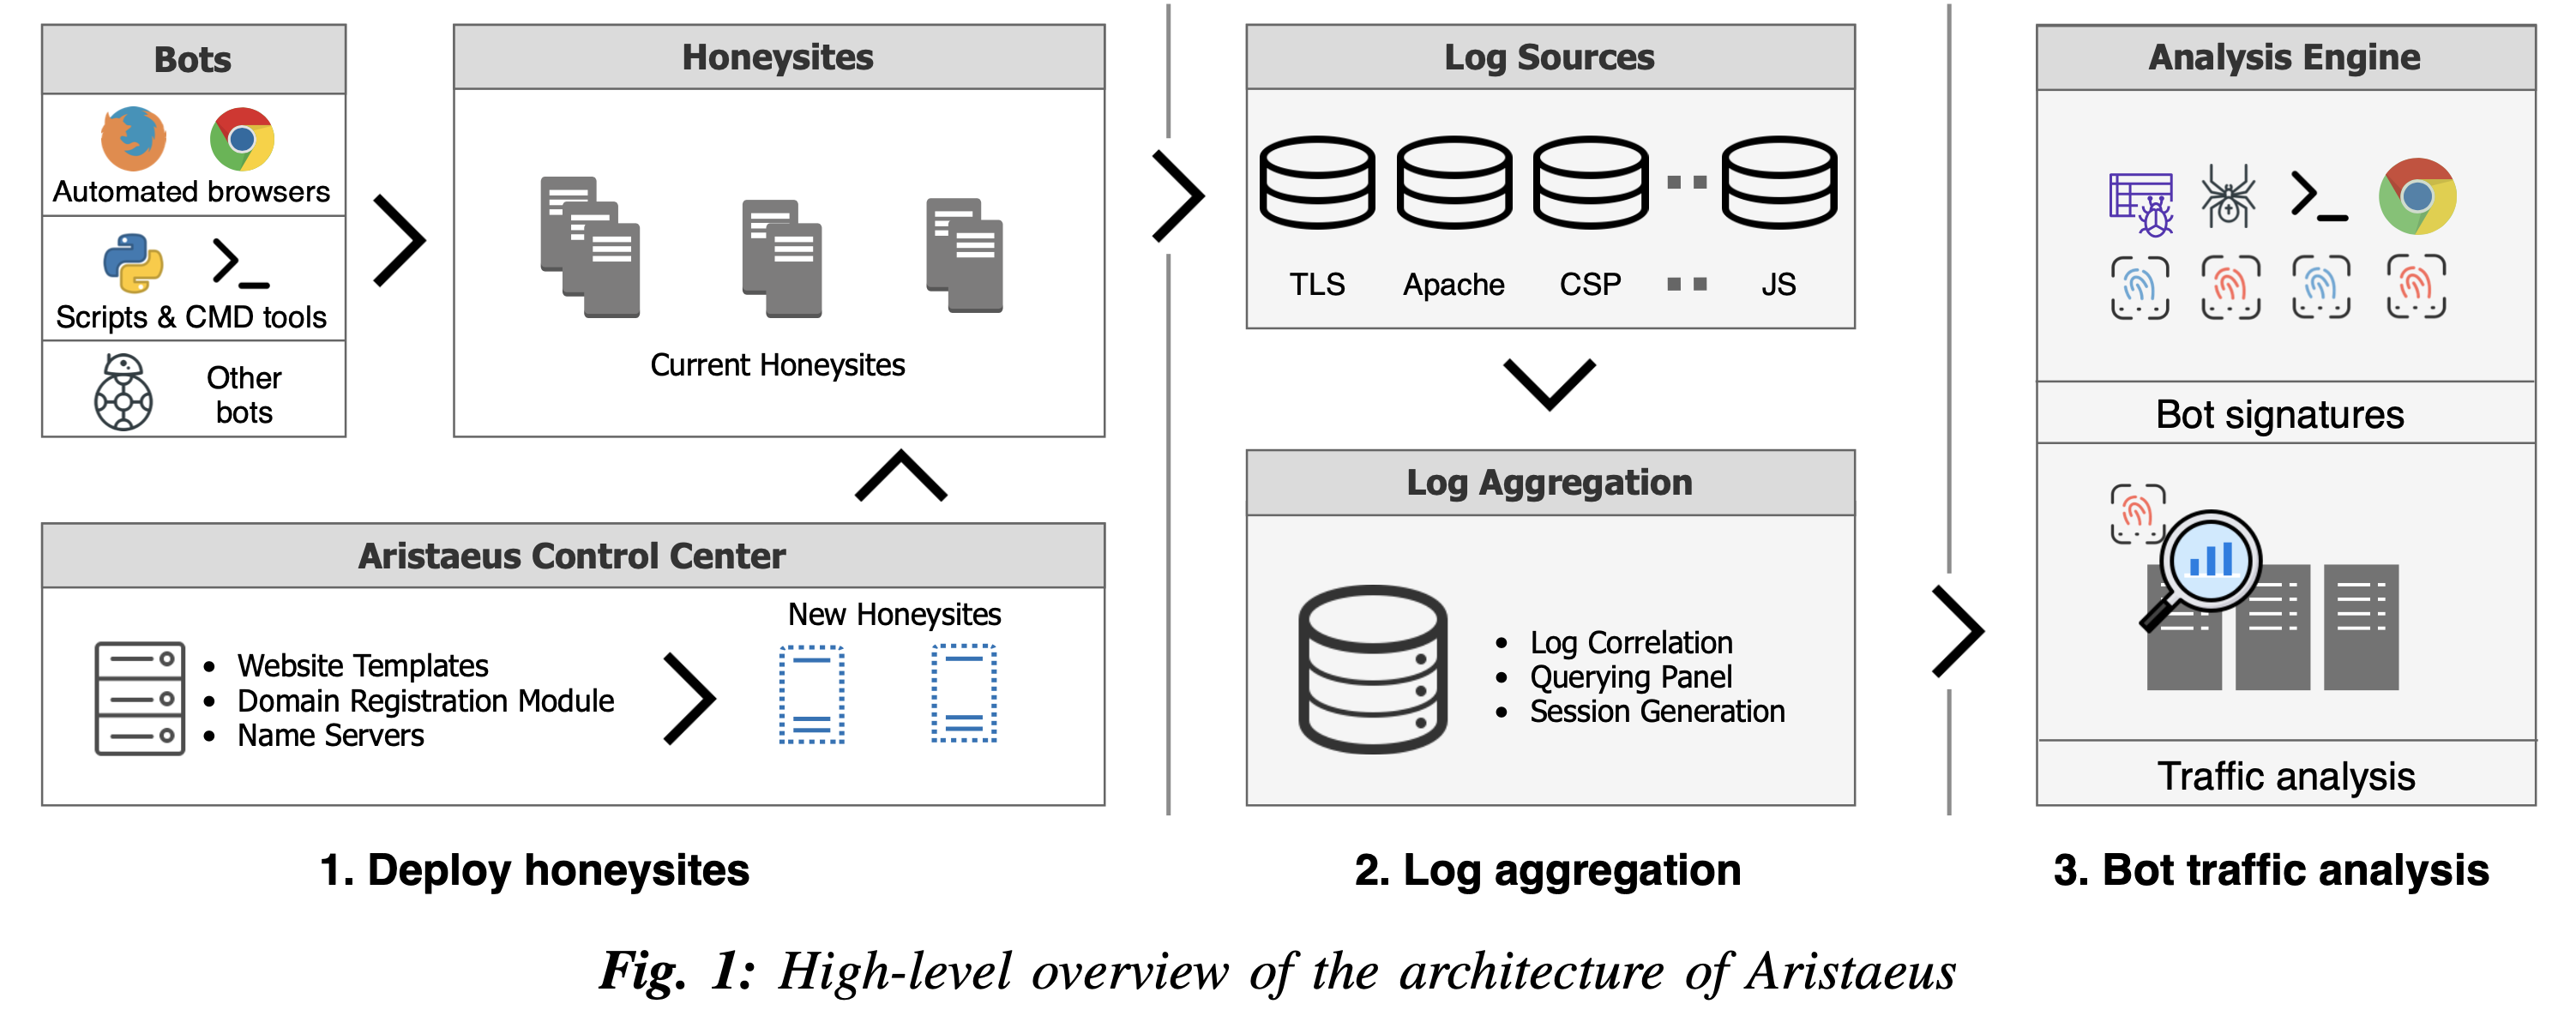 Bots
Automated browsers
Scripts & CMD tools
Other
bots
Honeysites
Current Honeysites
Aristaeus Control Center
• Website Templates
• Domain Registration Module
• Name Servers
New Honeysites
1. Deploy honeysites
Log Sources
TLS Apache CSP JS
Log Aggregation
• Log Correlation
• Querying Panel
• Session Generation
2. Log aggregation
Analysis Engine
Bot signatures
Traffic analysis
3. Bot traffic analysis
Fig. 1: High-level overview of the architecture of Aristaeus